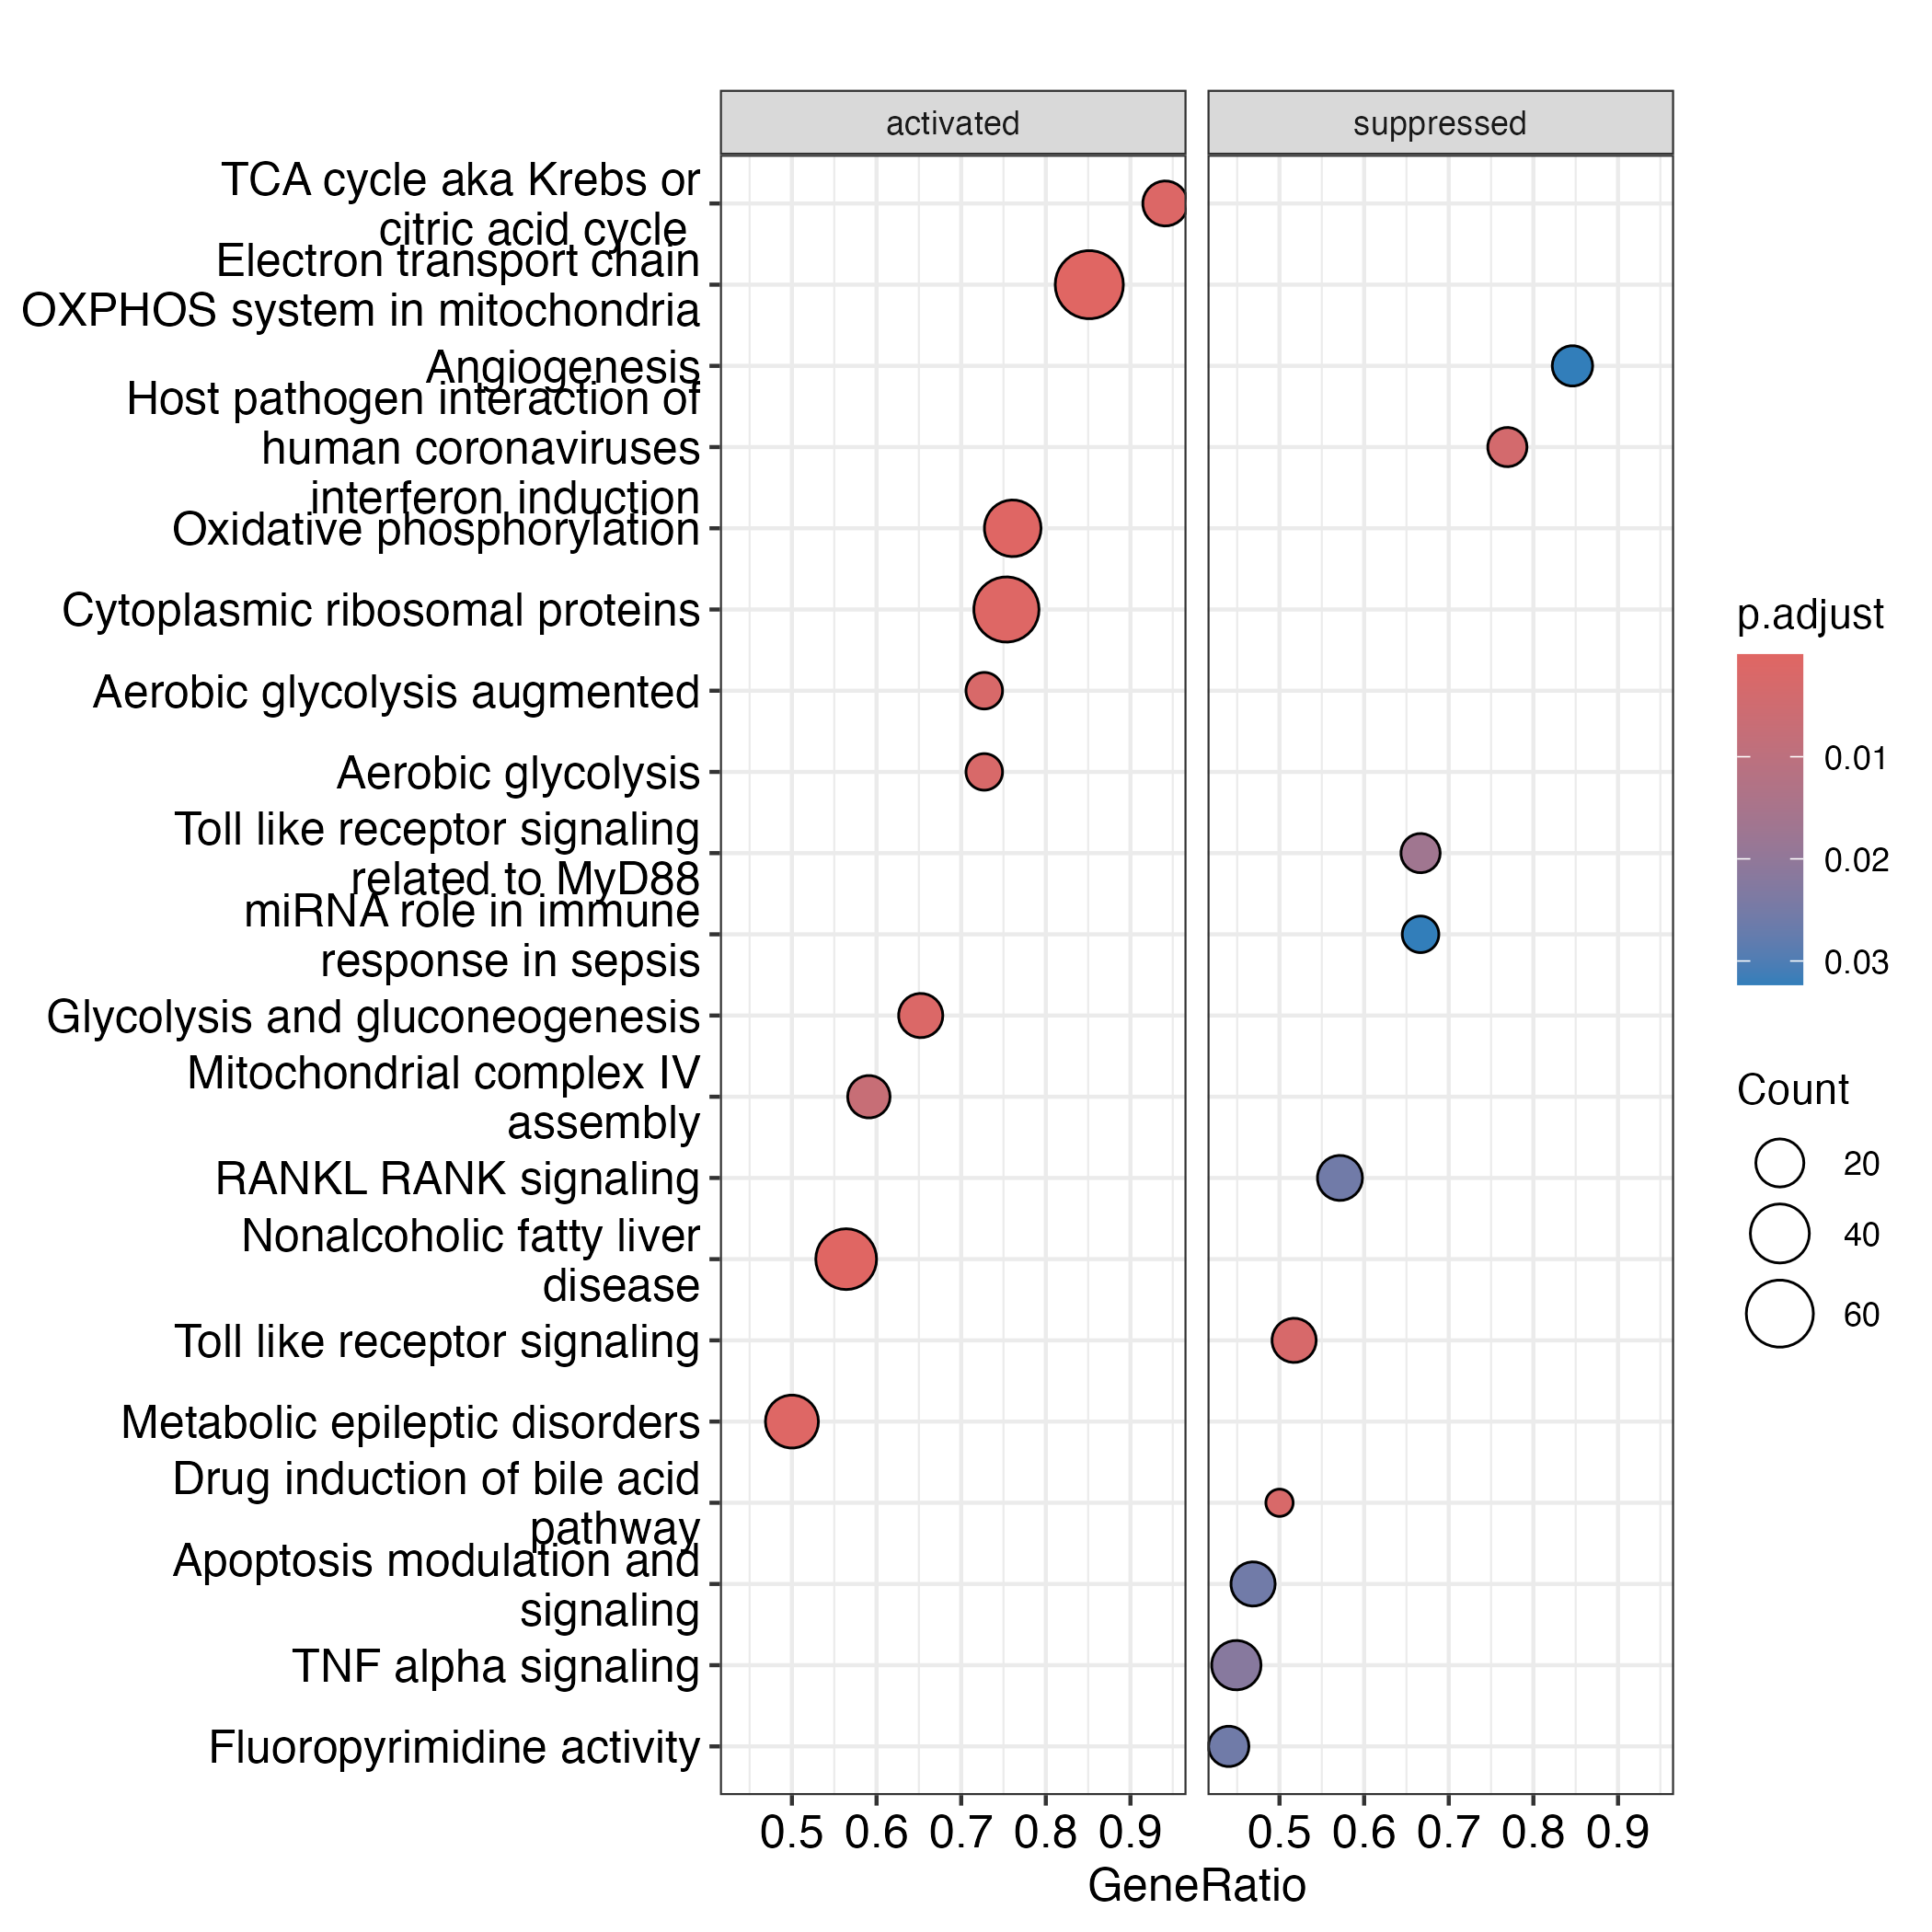 activated
suppressed
TCA cycle aka Krebs or
citric acid cycle
Electron transport chain
OXPHOS system in mitochondria
Angiogenesis
Host pathogen interaction of
human coronaviruses
interferon induction
Oxidative phosphorylation
Cytoplasmic ribosomal proteins
Aerobic glycolysis augmented
Aerobic glycolysis
Toll like receptor signaling
related to MyD88
miRNA role in immune
response in sepsis
Glycolysis and gluconeogenesis
Mitochondrial complex IV
assembly
RANKL RANK signaling
Nonalcoholic fatty liver
disease
Toll like receptor signaling
Metabolic epileptic disorders
Drug induction of bile acid
pathway
Apoptosis modulation and
signaling
TNF alpha signaling
Fluoropyrimidine activity
0.5 0.6 0.7 0.8 0.9
0.5 0.6 0.7 0.8 0.9
GeneRatio
p.adjust
0.01
0.02
0.03
Count
20
40
60